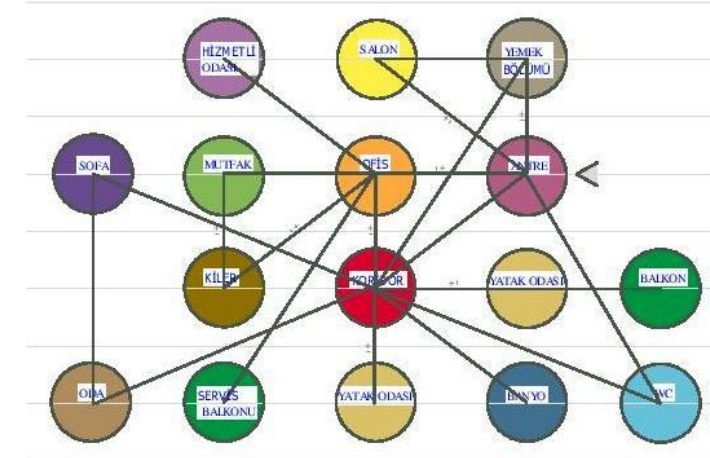 HİZMETLİ
ODASI
SALON
YEMEK
BÖLÜMÜ
SOFA
MUTFAK
OFİS
ANTRE
KİLER
KORİDOR
YATAK ODASI
BALKON
ODA
SERVİS
BALKONU
YATAK ODASI
BANYO
WC